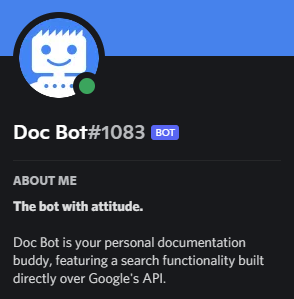 Doc Bot#1083 BOT
ABOUT ME
The bot with attitude.
Doc Bot is your personal documentation
buddy, featuring a search functionality built
directly over Google's API.